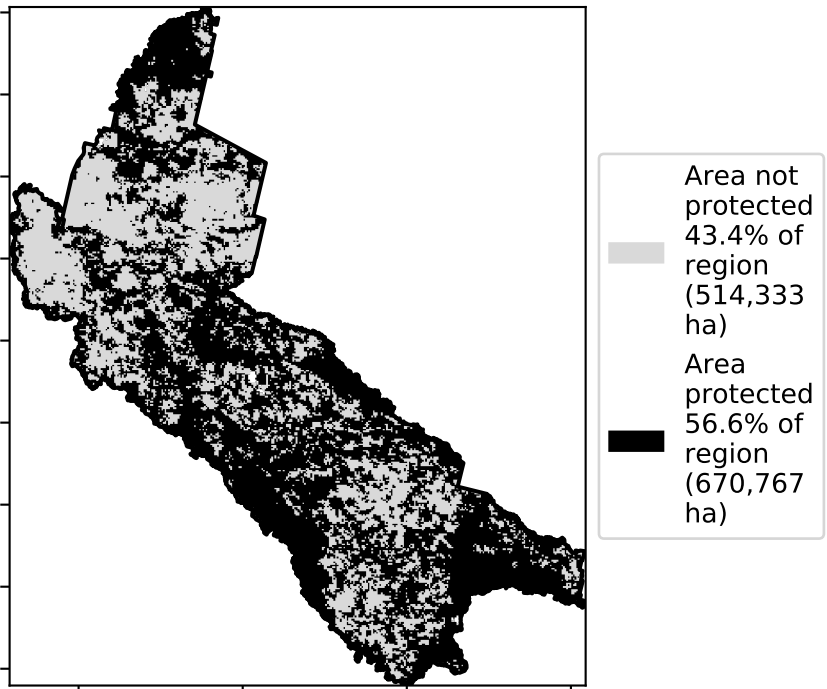 Area not
protected
43.4% of
region
(514,333
ha)
Area
protected
56.6% of
region
(670,767
ha)